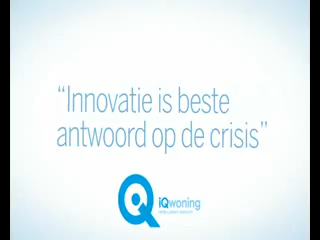 “Innovatie is beste
antwoord op de crisis”
iQwoning